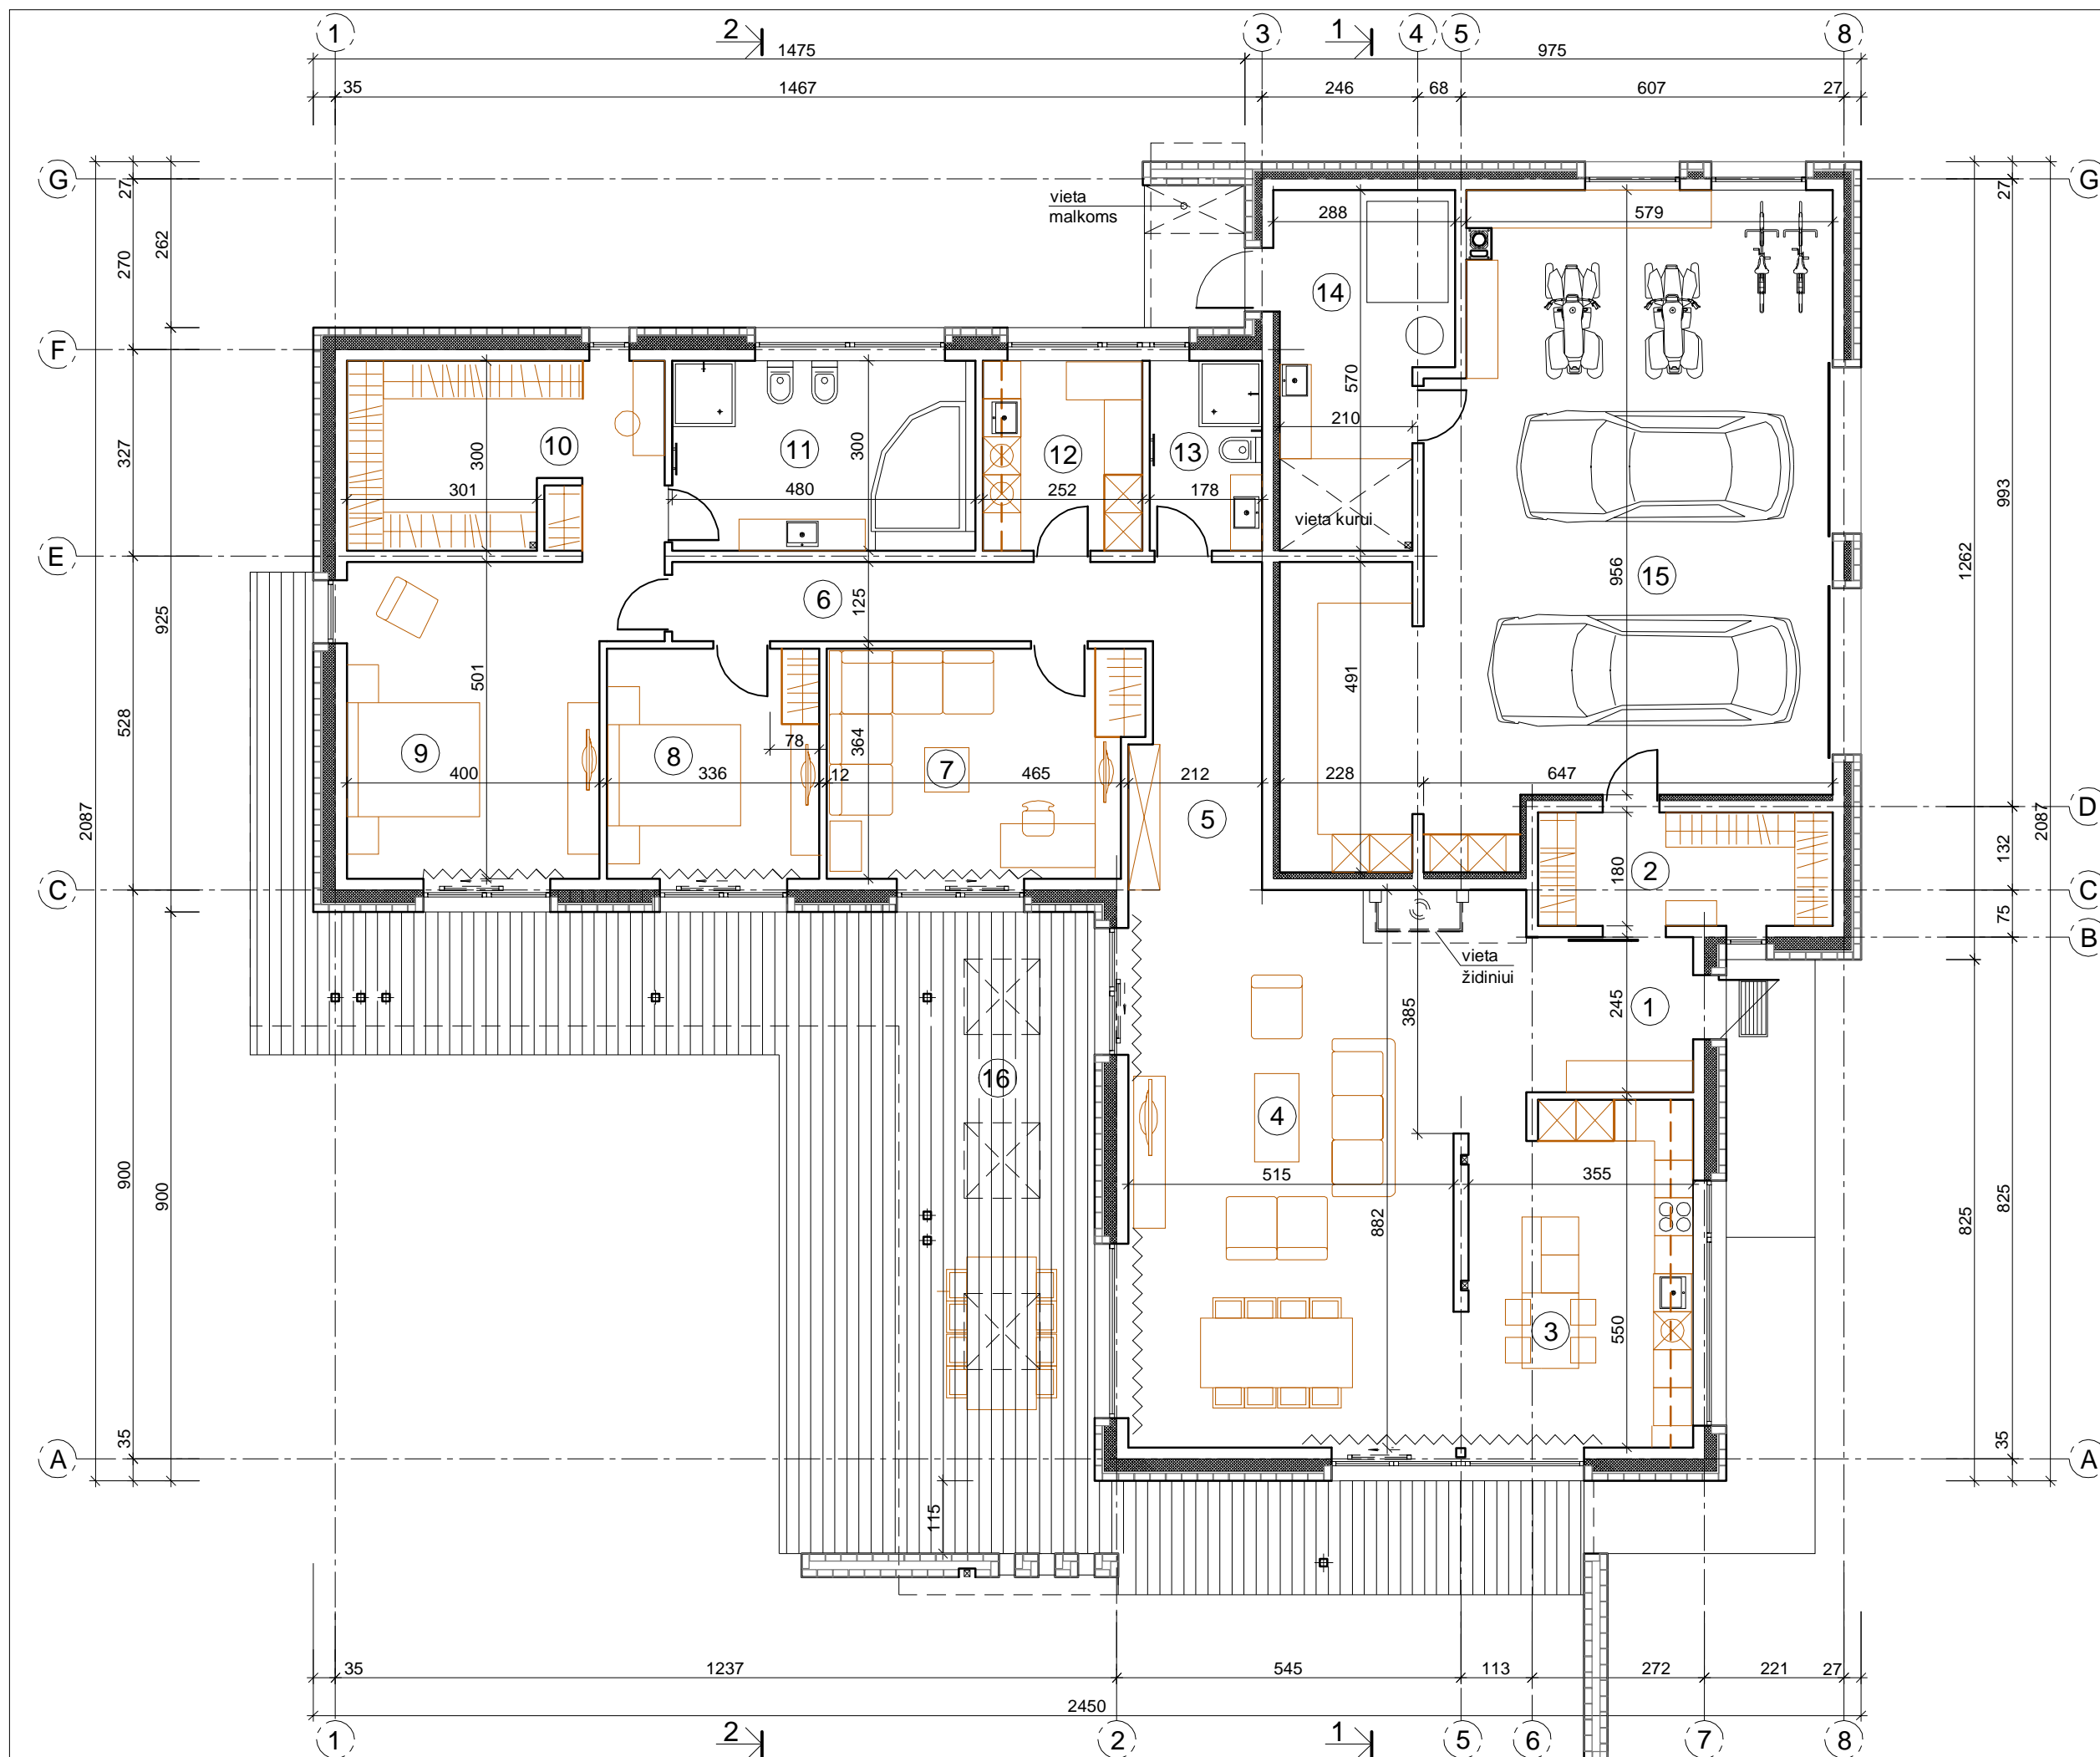 1 2 3 1 4 5 8
1475 975
35 1467 246 68 607 27
G G
27 27
vieta
malkoms
288 579
270 262
14
F F
570
10 11 12 13
327 300 300 210 993
301 480 252 178
vieta kurui
E
956 15 1262
6 125
925
501 491
528 364
78
9 8 7
400 336 12 465 212 228 647
2087 5 D 2087
132
180 2
C C
75
B
vieta
židiniui
385 245 1
16
4
900 900 515 355 825 825
882
3 550
35 35
A A
115
35 1237 545 113 272 221 27
2450
1 2 2 1 5 6 7 8